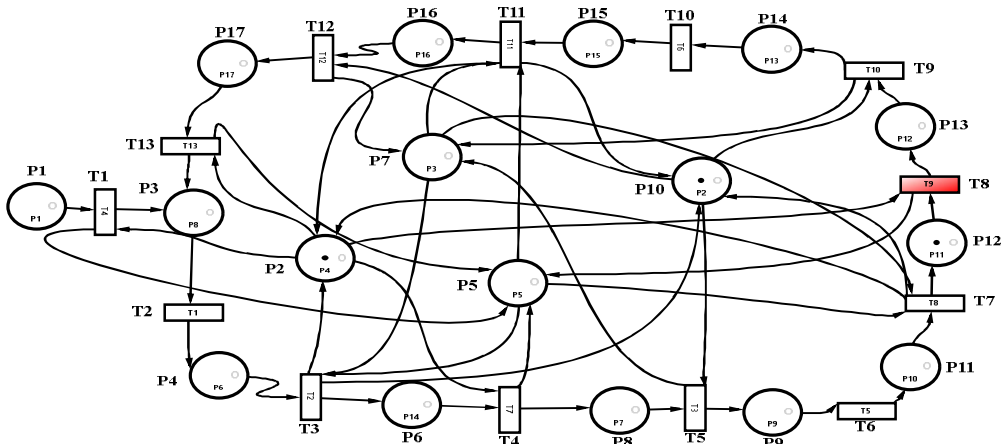 P17 T12 P16 T11 P15 T10 P14
T12 P16 T11 P15 T6 P13
P17 T10 T9
T13 T13 P12 P13
P7 P3 P10 P2
P1 T1 P3 T9 T8
P1 T4 P8
P2 P4 P11 P12
P5 P5
T2 T1 T8 T7
P4 P6 P10 P11
T2 P14 T7 P7 T3 P9 T5
T3 P6 T4 P8 T5 P9 T6